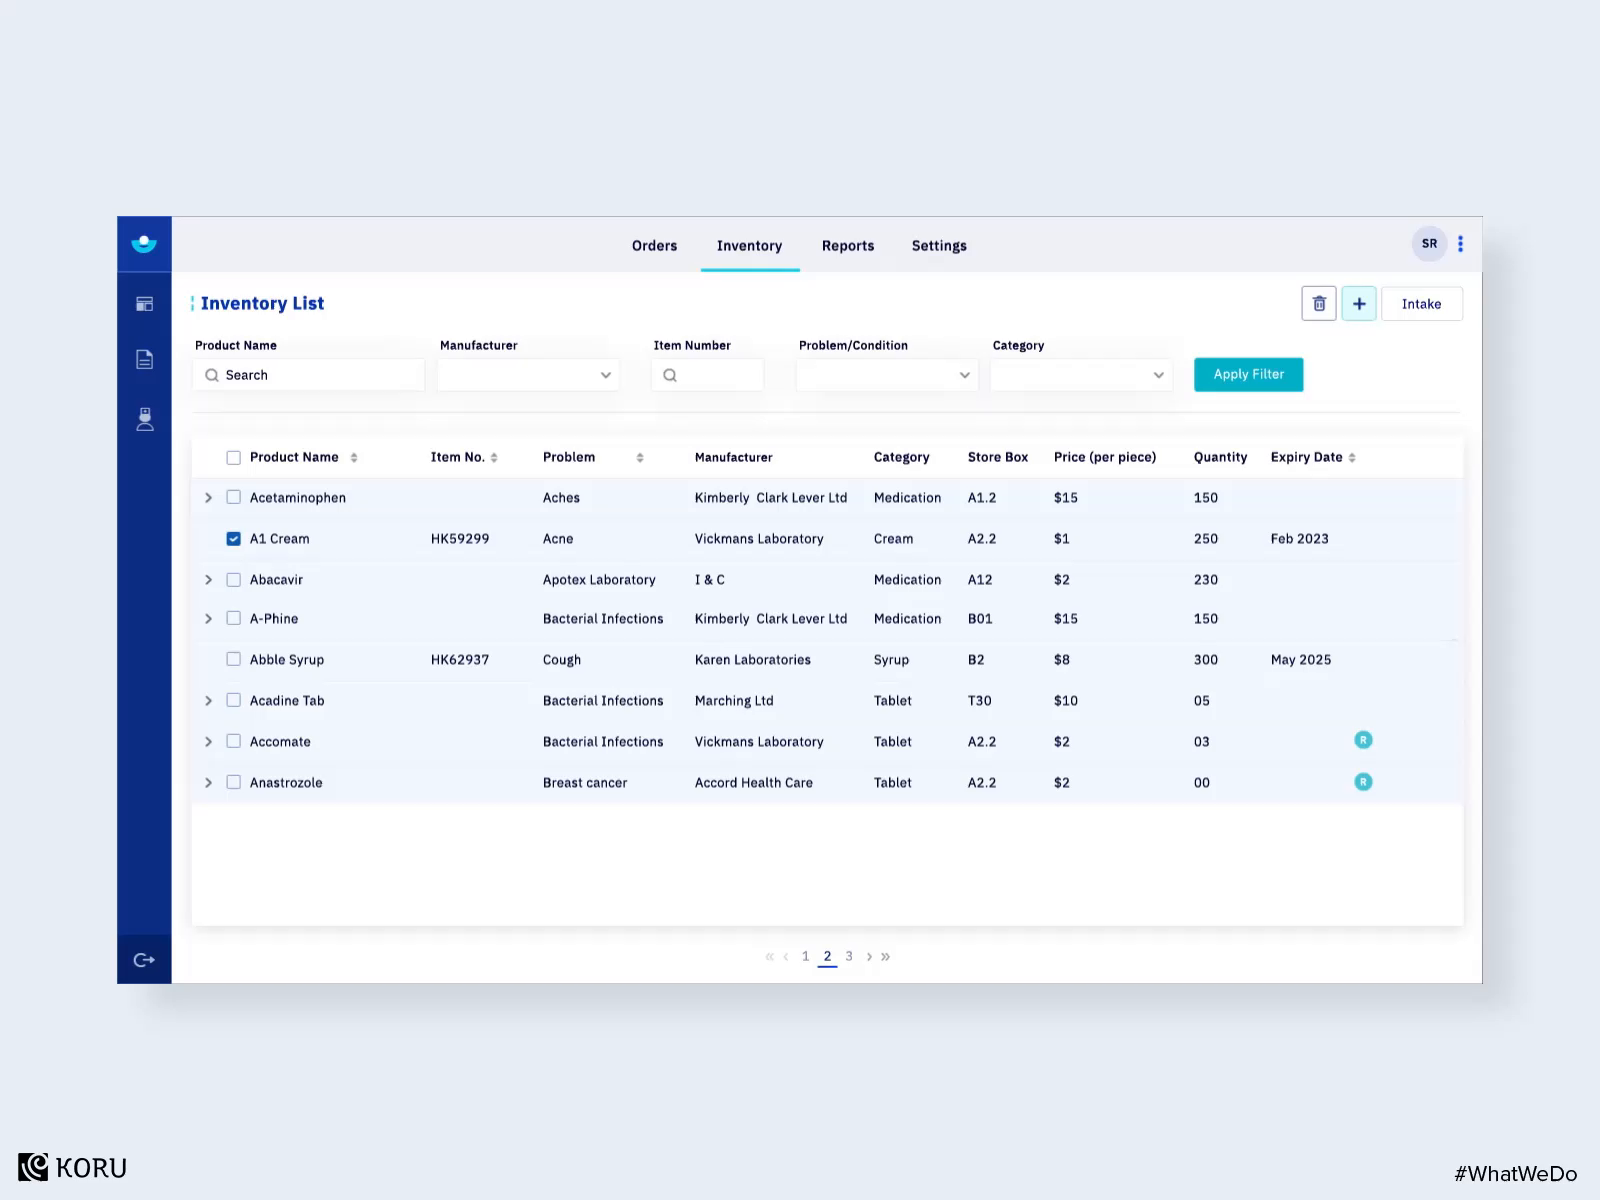 Orders Inventory Reports Settings SR
Inventory List Intake
Product Name Manufacturer Item Number Problem/Condition Category
Search Apply Filter
Product Name Item No. Problem Manufacturer Category Store Box Price (per piece) Quantity Expiry Date
Acetaminophen Aches Kimberly Clark Lever Ltd Medication A1.2 $15 150
A1 Cream HK59299 Acne Vickmans Laboratory Cream A2.2 $1 250 Feb 2023
Abacavir Apotex Laboratory I & C Medication A12 $2 230
A-Phine Bacterial Infections Kimberly Clark Lever Ltd Medication B01 $15 150
Abble Syrup HK62937 Cough Karen Laboratories Syrup B2 $8 300 May 2025
Acadine Tab Bacterial Infections Marching Ltd Tablet T30 $10 05
Accomate Bacterial Infections Vickmans Laboratory Tablet A2.2 $2 03 R
Anastrozole Breast cancer Accord Health Care Tablet A2.2 $2 00 R
« ‹ 1 2 3 › »
KORU
#WhatWeDo